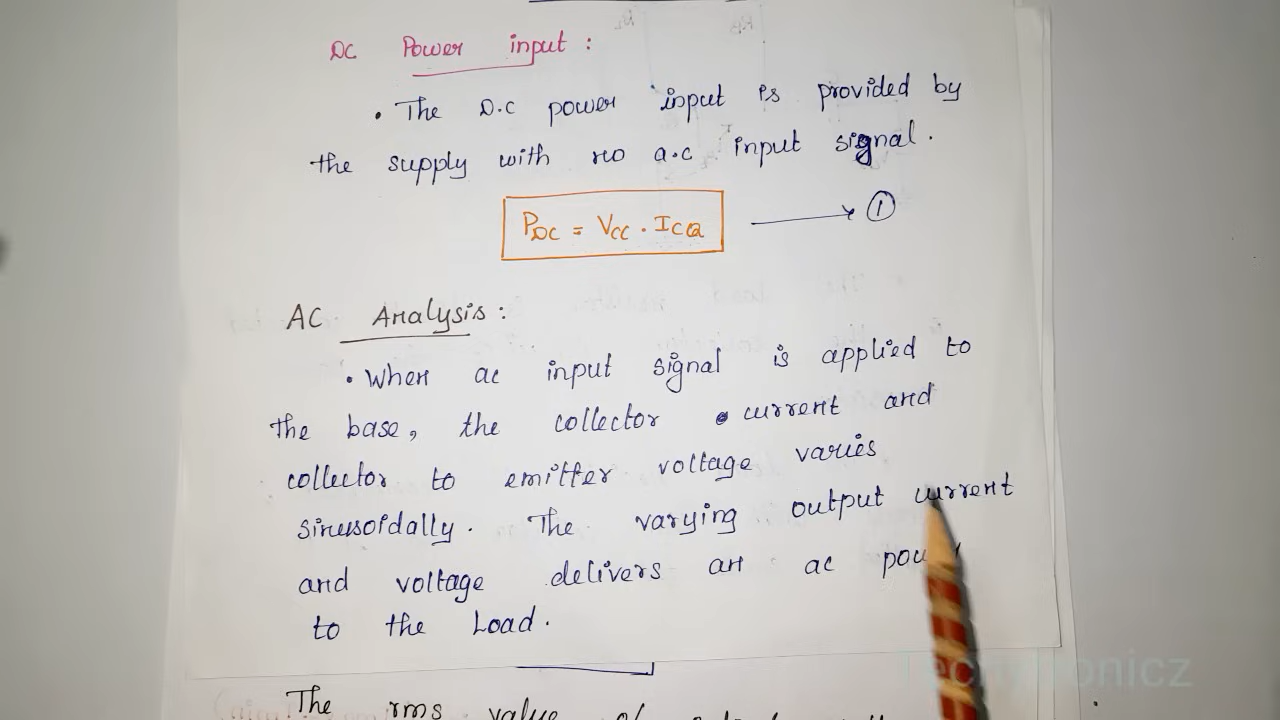 DC Power input :
• The D.C power input is provided by
the supply with no a.c input signal.
PDC = VCC . ICQ → 1
AC Analysis :
• When ac input signal is applied to
the base, the collector current and
collector to emitter voltage varies
sinusoidally. The varying output current
and voltage delivers an ac
to the Load.
The rms value of